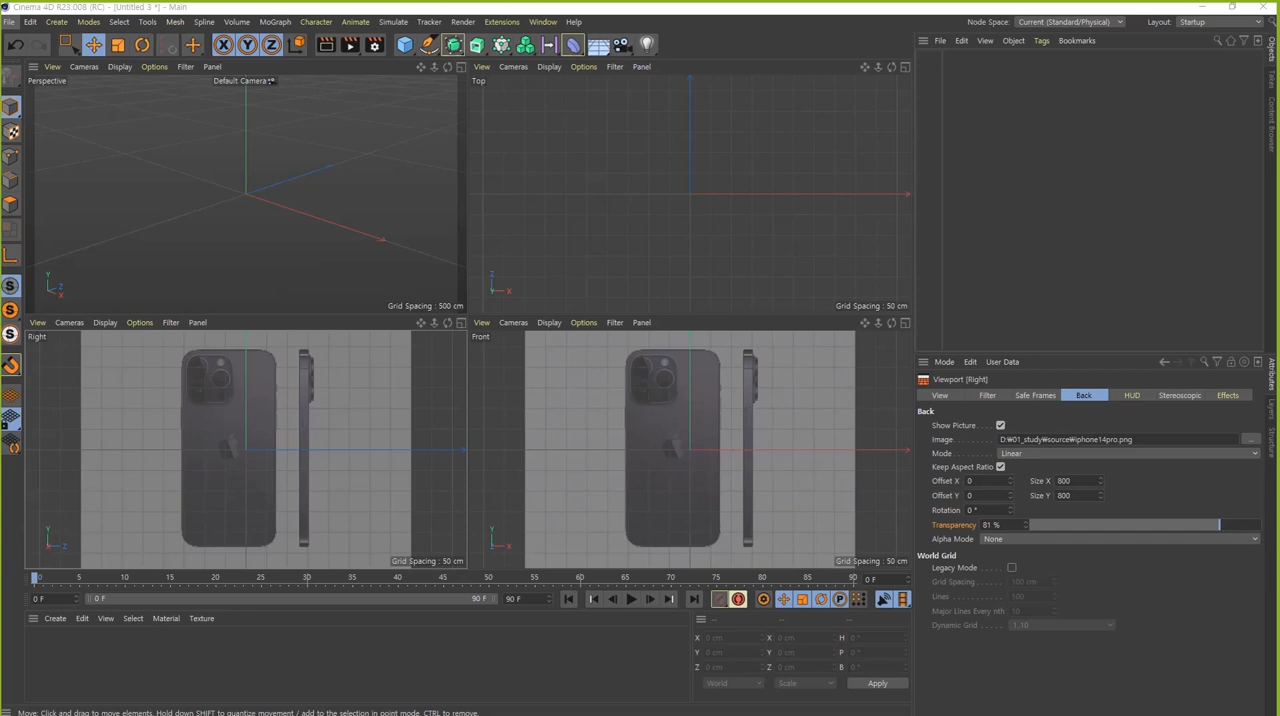 Cinema 4D R23.008 (RC) - [Untitled 3 *] - Main
File Edit Create Modes Select Tools Mesh Spline Volume MoGraph Character Animate Simulate Tracker Render Extensions Window Help
Node Space: Current (Standard/Physical) Layout: Startup
View Cameras Display Options Filter Panel
Perspective
Default Camera
Grid Spacing : 500 cm
Y
Z
X
View Cameras Display Options Filter Panel
Top
Grid Spacing : 50 cm
Z
Y X
View Cameras Display Options Filter Panel
Right
Grid Spacing : 50 cm
Y
X Z
View Cameras Display Options Filter Panel
Front
Grid Spacing : 50 cm
Y
Z X
File Edit View Object Tags Bookmarks
Objects
Takes
Content Browser
Mode Edit User Data
Viewport [Right]
View Filter Safe Frames Back HUD Stereoscopic Effects
Back
Show Picture
Image D:₩01_study₩source₩iphone14pro.png ...
Mode Linear
Keep Aspect Ratio
Offset X 0 Size X 800
Offset Y 0 Size Y 800
Rotation 0 °
Transparency 81 %
Alpha Mode None
World Grid
Legacy Mode
Grid Spacing 100 cm
Lines 100
Major Lines Every nth 10
Dynamic Grid 1..10
Attributes
Layers
Structure
0 5 10 15 20 25 30 35 40 45 50 55 60 65 70 75 80 85 90 0 F
0 F 0 F 90 F 90 F
Create Edit View Select Material Texture
-- -- --
X 0 cm X 0 cm H 0 °
Y 0 cm Y 0 cm P 0 °
Z 0 cm Z 0 cm B 0 °
World Scale Apply
Move: Click and drag to move elements. Hold down SHIFT to quantize movement / add to the selection in point mode, CTRL to remove.